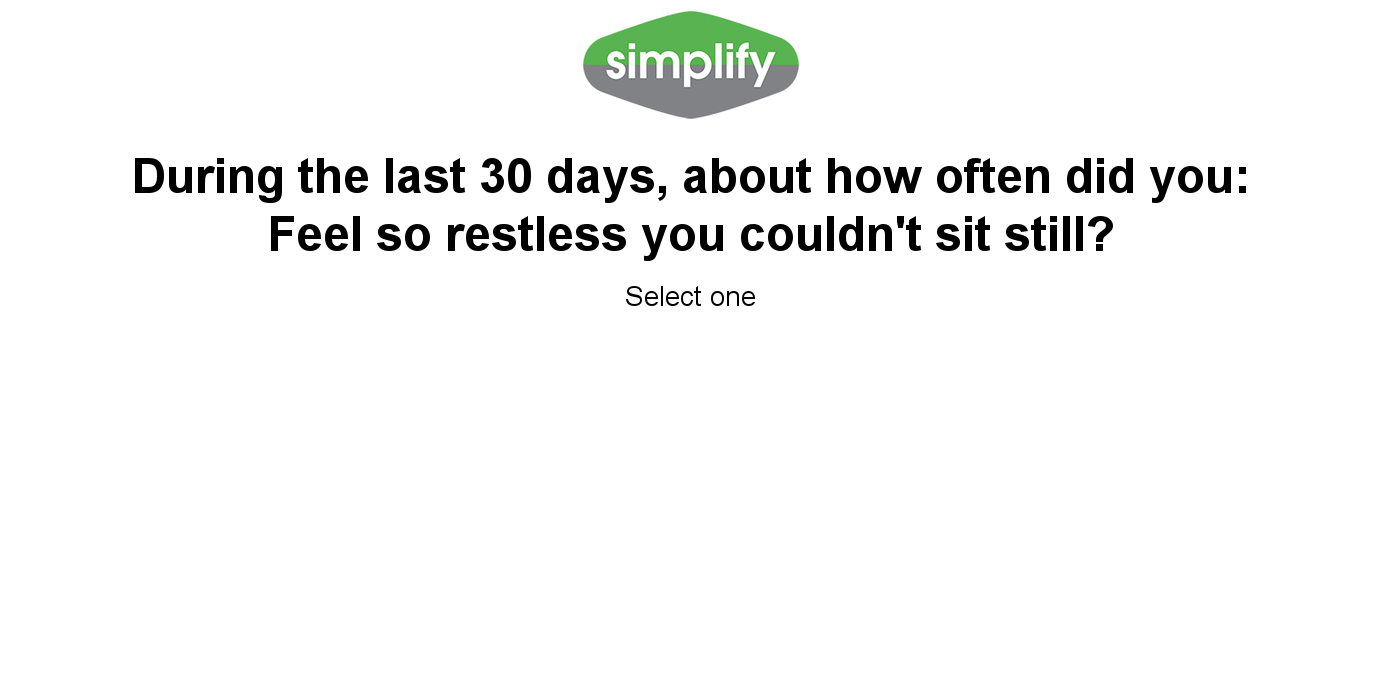 simplify
During the last 30 days, about how often did you:
Feel so restless you couldn't sit still?
Select one